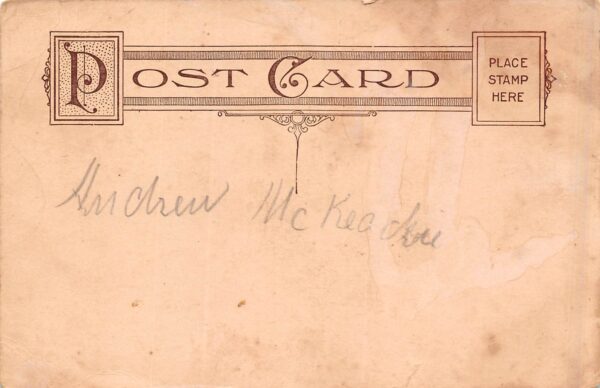 POST CARD
PLACE
STAMP
HERE
Andrew McKeachie